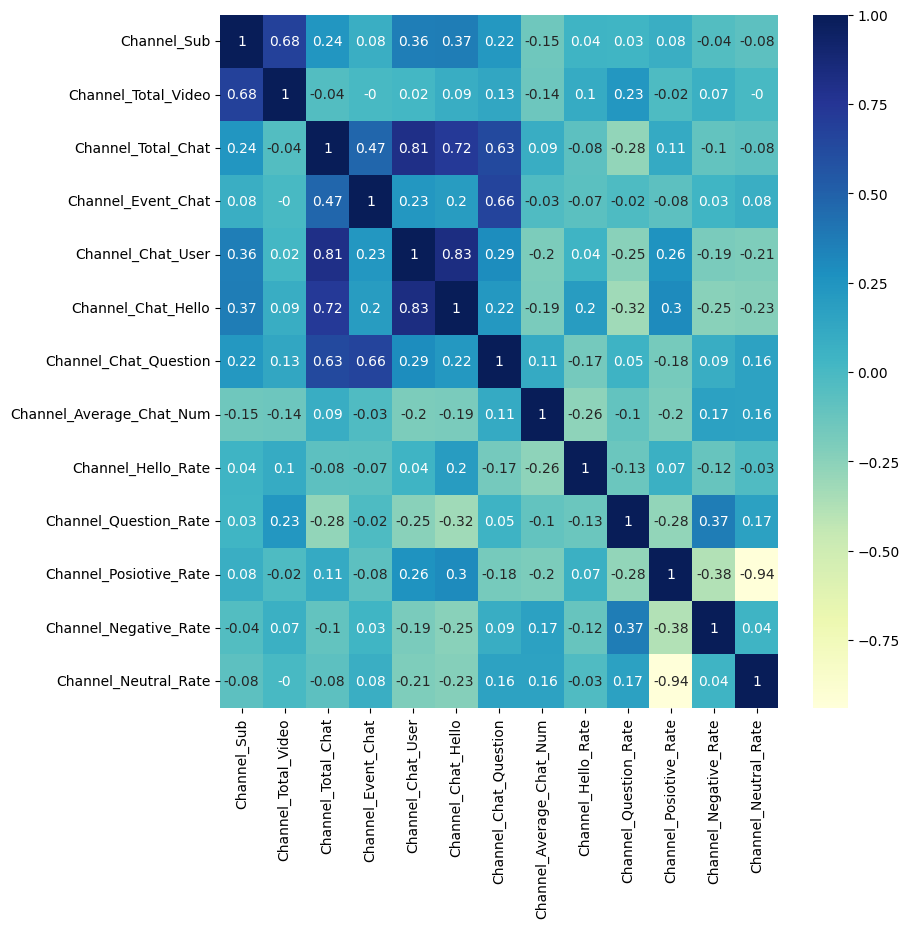 Channel_Sub 1 0.68 0.24 0.08 0.36 0.37 0.22 -0.15 0.04 0.03 0.08 -0.04 -0.08
Channel_Total_Video 0.68 1 -0.04 -0 0.02 0.09 0.13 -0.14 0.1 0.23 -0.02 0.07 -0
Channel_Total_Chat 0.24 -0.04 1 0.47 0.81 0.72 0.63 0.09 -0.08 -0.28 0.11 -0.1 -0.08
Channel_Event_Chat 0.08 -0 0.47 1 0.23 0.2 0.66 -0.03 -0.07 -0.02 -0.08 0.03 0.08
Channel_Chat_User 0.36 0.02 0.81 0.23 1 0.83 0.29 -0.2 0.04 -0.25 0.26 -0.19 -0.21
Channel_Chat_Hello 0.37 0.09 0.72 0.2 0.83 1 0.22 -0.19 0.2 -0.32 0.3 -0.25 -0.23
Channel_Chat_Question 0.22 0.13 0.63 0.66 0.29 0.22 1 0.11 -0.17 0.05 -0.18 0.09 0.16
Channel_Average_Chat_Num -0.15 -0.14 0.09 -0.03 -0.2 -0.19 0.11 1 -0.26 -0.1 -0.2 0.17 0.16
Channel_Hello_Rate 0.04 0.1 -0.08 -0.07 0.04 0.2 -0.17 -0.26 1 -0.13 0.07 -0.12 -0.03
Channel_Question_Rate 0.03 0.23 -0.28 -0.02 -0.25 -0.32 0.05 -0.1 -0.13 1 -0.28 0.37 0.17
Channel_Posiotive_Rate 0.08 -0.02 0.11 -0.08 0.26 0.3 -0.18 -0.2 0.07 -0.28 1 -0.38 -0.94
Channel_Negative_Rate -0.04 0.07 -0.1 0.03 -0.19 -0.25 0.09 0.17 -0.12 0.37 -0.38 1 0.04
Channel_Neutral_Rate -0.08 -0 -0.08 0.08 -0.21 -0.23 0.16 0.16 -0.03 0.17 -0.94 0.04 1
Channel_Sub
Channel_Total_Video
Channel_Total_Chat
Channel_Event_Chat
Channel_Chat_User
Channel_Chat_Hello
Channel_Chat_Question
Channel_Average_Chat_Num
Channel_Hello_Rate
Channel_Question_Rate
Channel_Posiotive_Rate
Channel_Negative_Rate
Channel_Neutral_Rate
1.00
0.75
0.50
0.25
0.00
−0.25
−0.50
−0.75